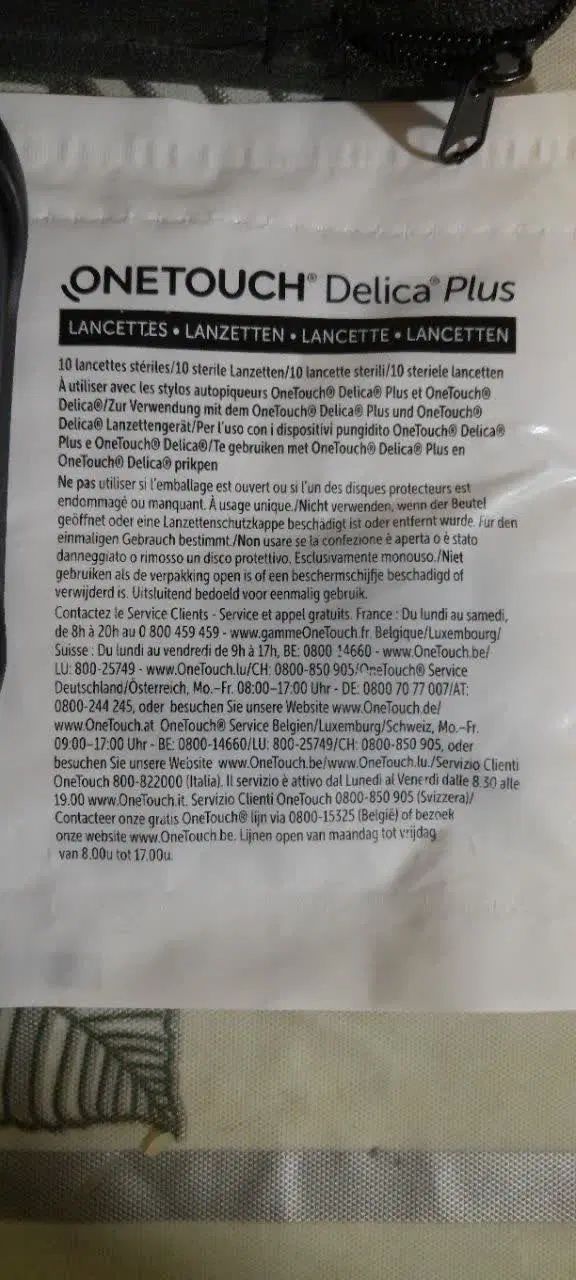 ONETOUCH® Delica® Plus
LANCETTES • LANZETTEN • LANCETTE • LANCETTEN
10 lancettes stériles/10 sterile Lanzetten/10 lancette sterili/10 steriele lancetten
À utiliser avec les stylos autopiqueurs OneTouch® Delica® Plus et OneTouch®
Delica®/Zur Verwendung mit dem OneTouch® Delica® Plus und OneTouch®
Delica® Lanzettengerät/Per l'uso con i dispositivi pungidito OneTouch® Delica®
Plus e OneTouch® Delica®/Te gebruiken met OneTouch® Delica® Plus en
OneTouch® Delica® prikpen
Ne pas utiliser si l'emballage est ouvert ou si l'un des disques protecteurs est
endommagé ou manquant. À usage unique./Nicht verwenden, wenn der Beutel
geöffnet oder eine Lanzettenschutzkappe beschädigt ist oder entfernt wurde. Für den
einmaligen Gebrauch bestimmt./Non usare se la confezione è aperta o è stato
danneggiato o rimosso un disco protettivo. Esclusivamente monouso./Niet
gebruiken als de verpakking open is of een beschermschijfje beschadigd of
verwijderd is. Uitsluitend bedoeld voor eenmalig gebruik.
Contactez le Service Clients - Service et appel gratuits. France : Du lundi au samedi,
de 8h à 20h au 0 800 459 459 - www.gammeOneTouch.fr. Belgique/Luxembourg/
Suisse : Du lundi au vendredi de 9h à 17h, BE: 0800 14660 - www.OneTouch.be/
LU: 800-25749 - www.OneTouch.lu/CH: 0800-850 905/OneTouch® Service
Deutschland/Österreich, Mo.–Fr. 08:00–17:00 Uhr - DE: 0800 70 77 007/AT:
0800-244 245, oder besuchen Sie unsere Website www.OneTouch.de/
www.OneTouch.at OneTouch® Service Belgien/Luxemburg/Schweiz, Mo.–Fr.
09:00–17:00 Uhr - BE: 0800-14660/LU: 800-25749/CH: 0800-850 905, oder
besuchen Sie unsere Website www.OneTouch.be/www.OneTouch.lu./Servizio Clienti
OneTouch 800-822000 (Italia). Il servizio è attivo dal Lunedì al Venerdì dalle 8.30 alle
19.00 www.OneTouch.it. Servizio Clienti OneTouch 0800-850 905 (Svizzera)/
Contacteer onze gratis OneTouch® lijn via 0800-15325 (België) of bezoek
onze website www.OneTouch.be. Lijnen open van maandag tot vrijdag
van 8.00u tot 17.00u.